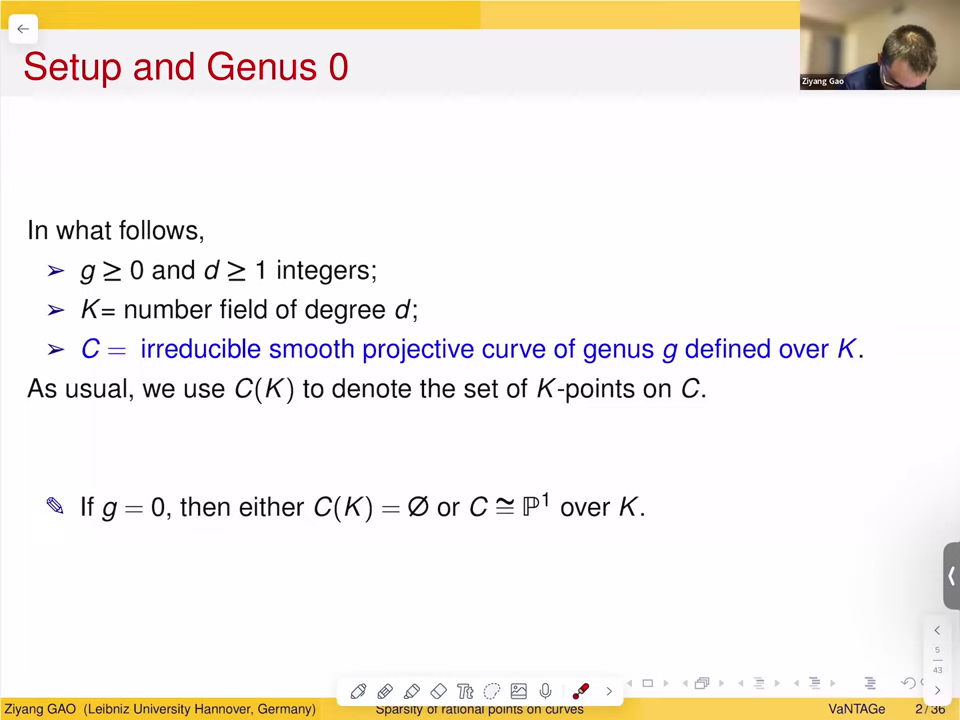 Setup and Genus 0
Ziyang Gao
In what follows,
➢ g ≥ 0 and d ≥ 1 integers;
➢ K= number field of degree d;
➢ C = irreducible smooth projective curve of genus g defined over K.
As usual, we use C(K) to denote the set of K-points on C.
✎ If g = 0, then either C(K) = ∅ or C ≅ ℙ¹ over K.
5
43
Tt
Ziyang GAO (Leibniz University Hannover, Germany) Sparsity of rational points on curves VaNTAGe 2 / 36